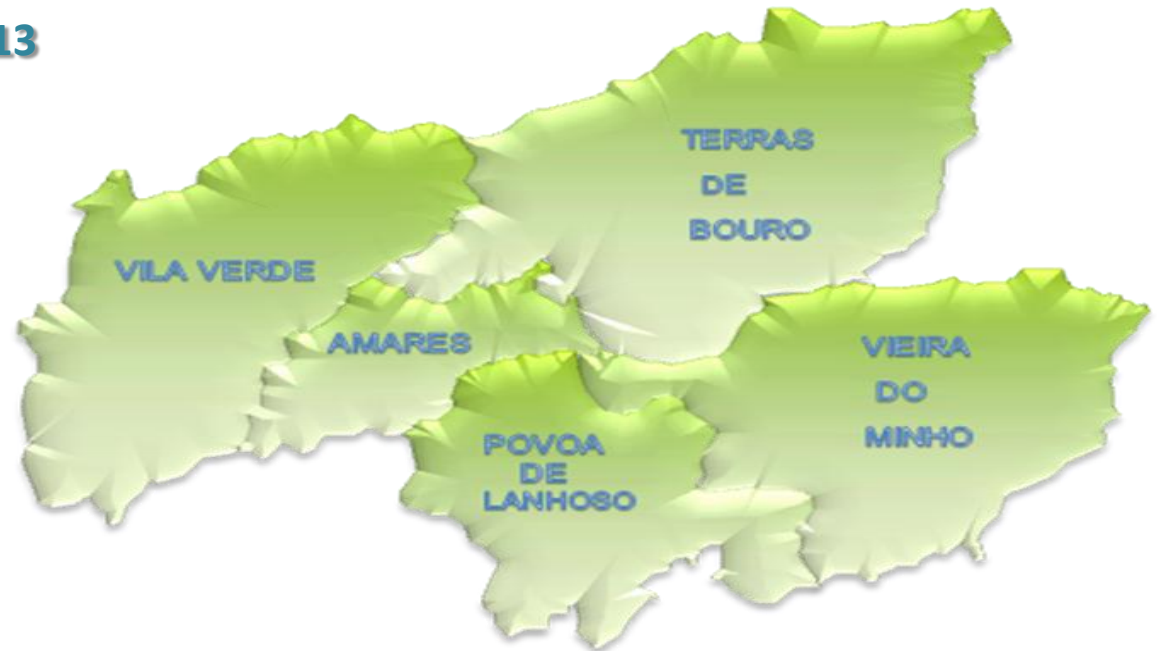 13
TERRAS
DE
BOURO
VILA VERDE
AMARES
VIEIRA
DO
MINHO
POVOA
DE
LANHOSO